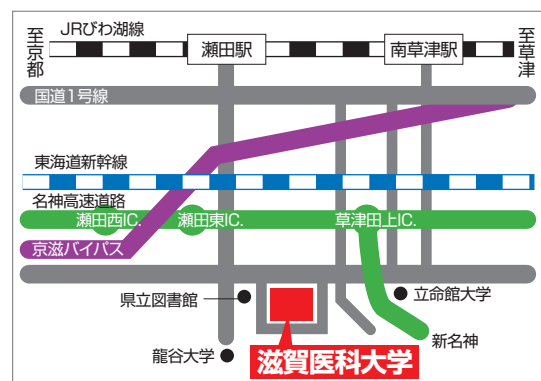 JRびわ湖線
至京都
瀬田駅
南草津駅
至草津
国道1号線
東海道新幹線
名神高速道路
瀬田西IC.
瀬田東IC.
草津田上IC.
京滋バイパス
県立図書館
立命館大学
新名神
龍谷大学
滋賀医科大学